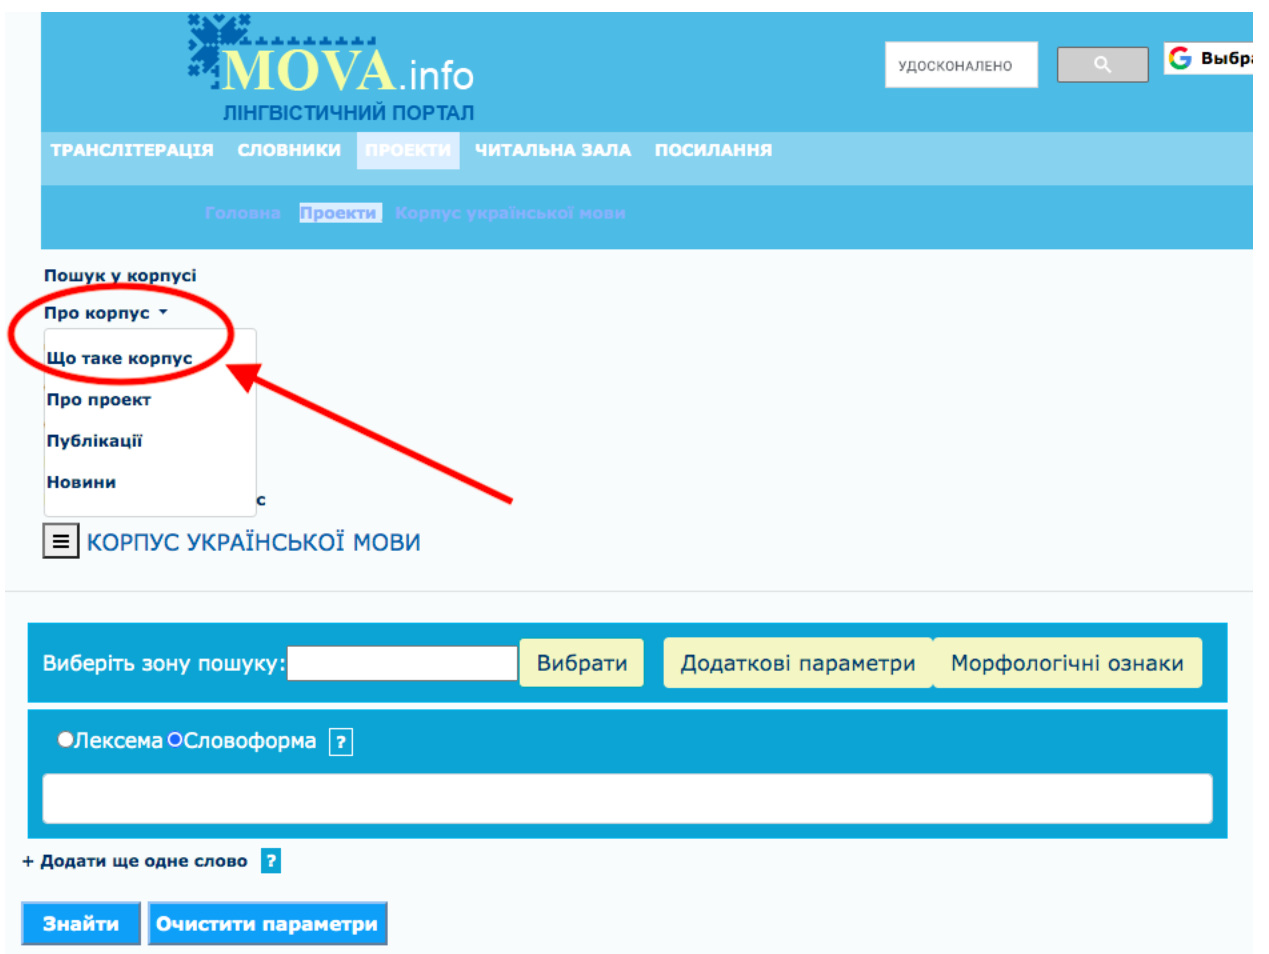 MOVA.info
ЛІНГВІСТИЧНИЙ ПОРТАЛ
УДОСКОНАЛЕНО
ТРАНСЛІТЕРАЦІЯ СЛОВНИКИ ПРОЕКТИ ЧИТАЛЬНА ЗАЛА ПОСИЛАННЯ
Головна Проекти Корпус української мови
Пошук у корпусі
Про корпус
Що таке корпус
Про проект
Публікації
Новини
с
КОРПУС УКРАЇНСЬКОЇ МОВИ
Виберіть зону пошуку: Вибрати Додаткові параметри Морфологічні ознаки
Лексема Словоформа ?
+ Додати ще одне слово ?
Знайти Очистити параметри